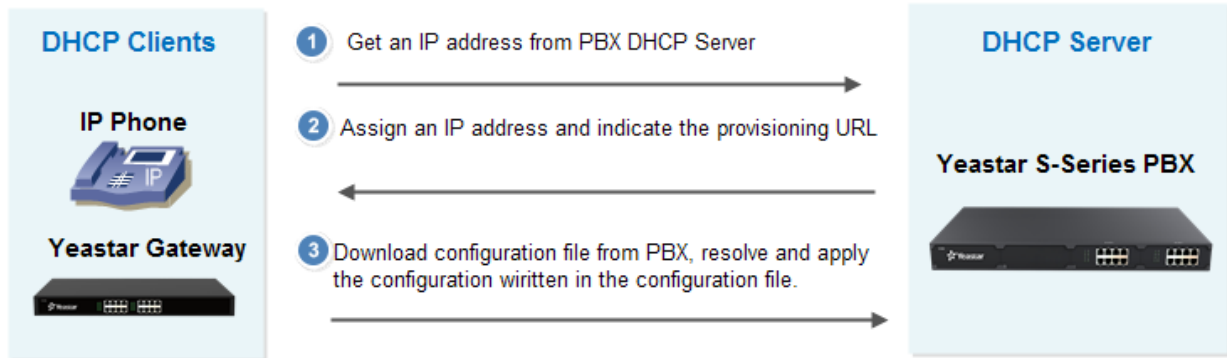 DHCP Clients
IP Phone
IP
Yeastar Gateway
Yeastar
1 Get an IP address from PBX DHCP Server
2 Assign an IP address and indicate the provisioning URL
3 Download configuration file from PBX, resolve and apply
the configuration wiritten in the configuration file.
DHCP Server
Yeastar S-Series PBX
Yeastar